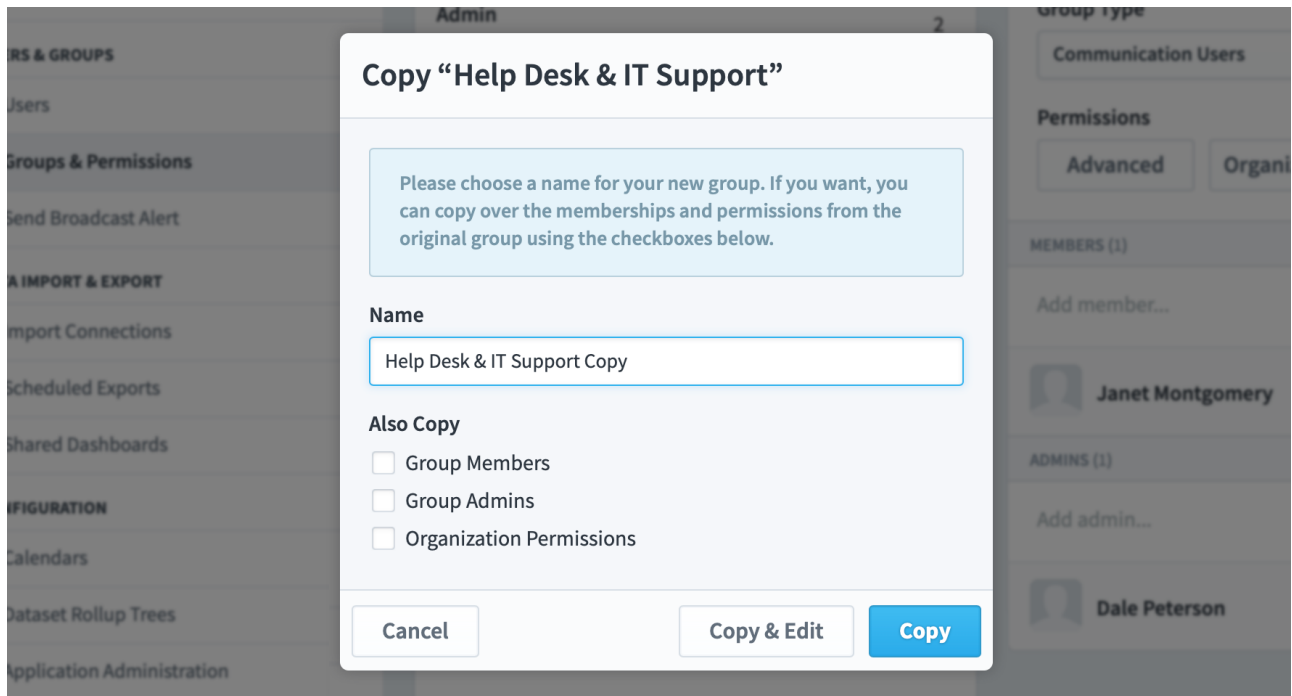 Admin
2
RS & GROUPS
Users
Groups & Permissions
Send Broadcast Alert
A IMPORT & EXPORT
Import Connections
Scheduled Exports
Shared Dashboards
NFIGURATION
Calendars
Dataset Rollup Trees
Application Administration
Copy “Help Desk & IT Support”
Please choose a name for your new group. If you want, you
can copy over the memberships and permissions from the
original group using the checkboxes below.
Name
Help Desk & IT Support Copy
Also Copy
Group Members
Group Admins
Organization Permissions
Cancel
Copy & Edit
Copy
Group Type
Communication Users
Permissions
Advanced
Organi
MEMBERS (1)
Add member...
Janet Montgomery
ADMINS (1)
Add admin...
Dale Peterson